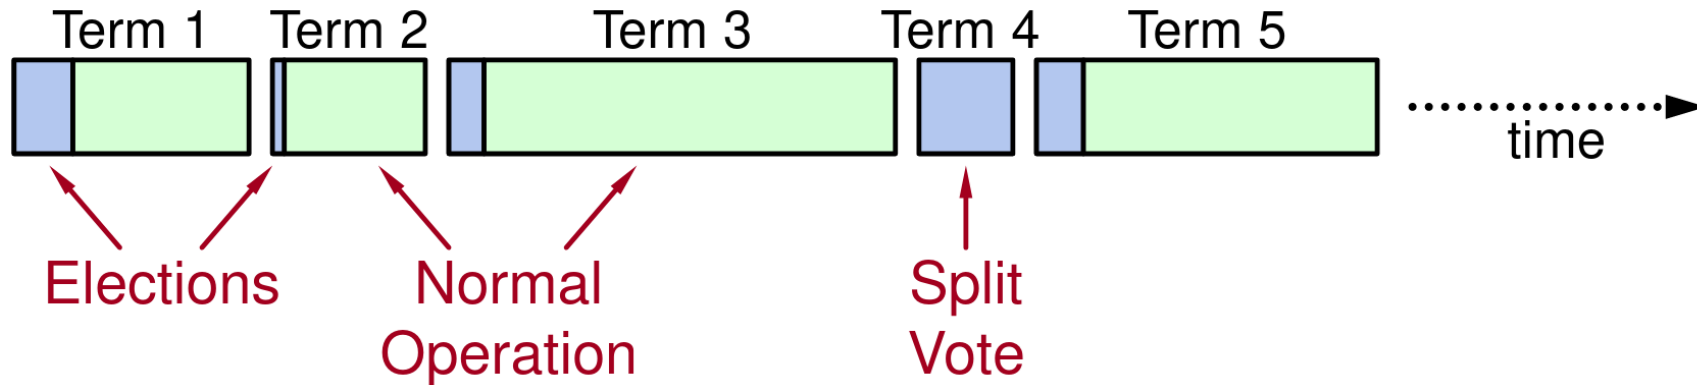 Term 1 Term 2 Term 3 Term 4 Term 5
time
Elections Normal Split
Operation Vote